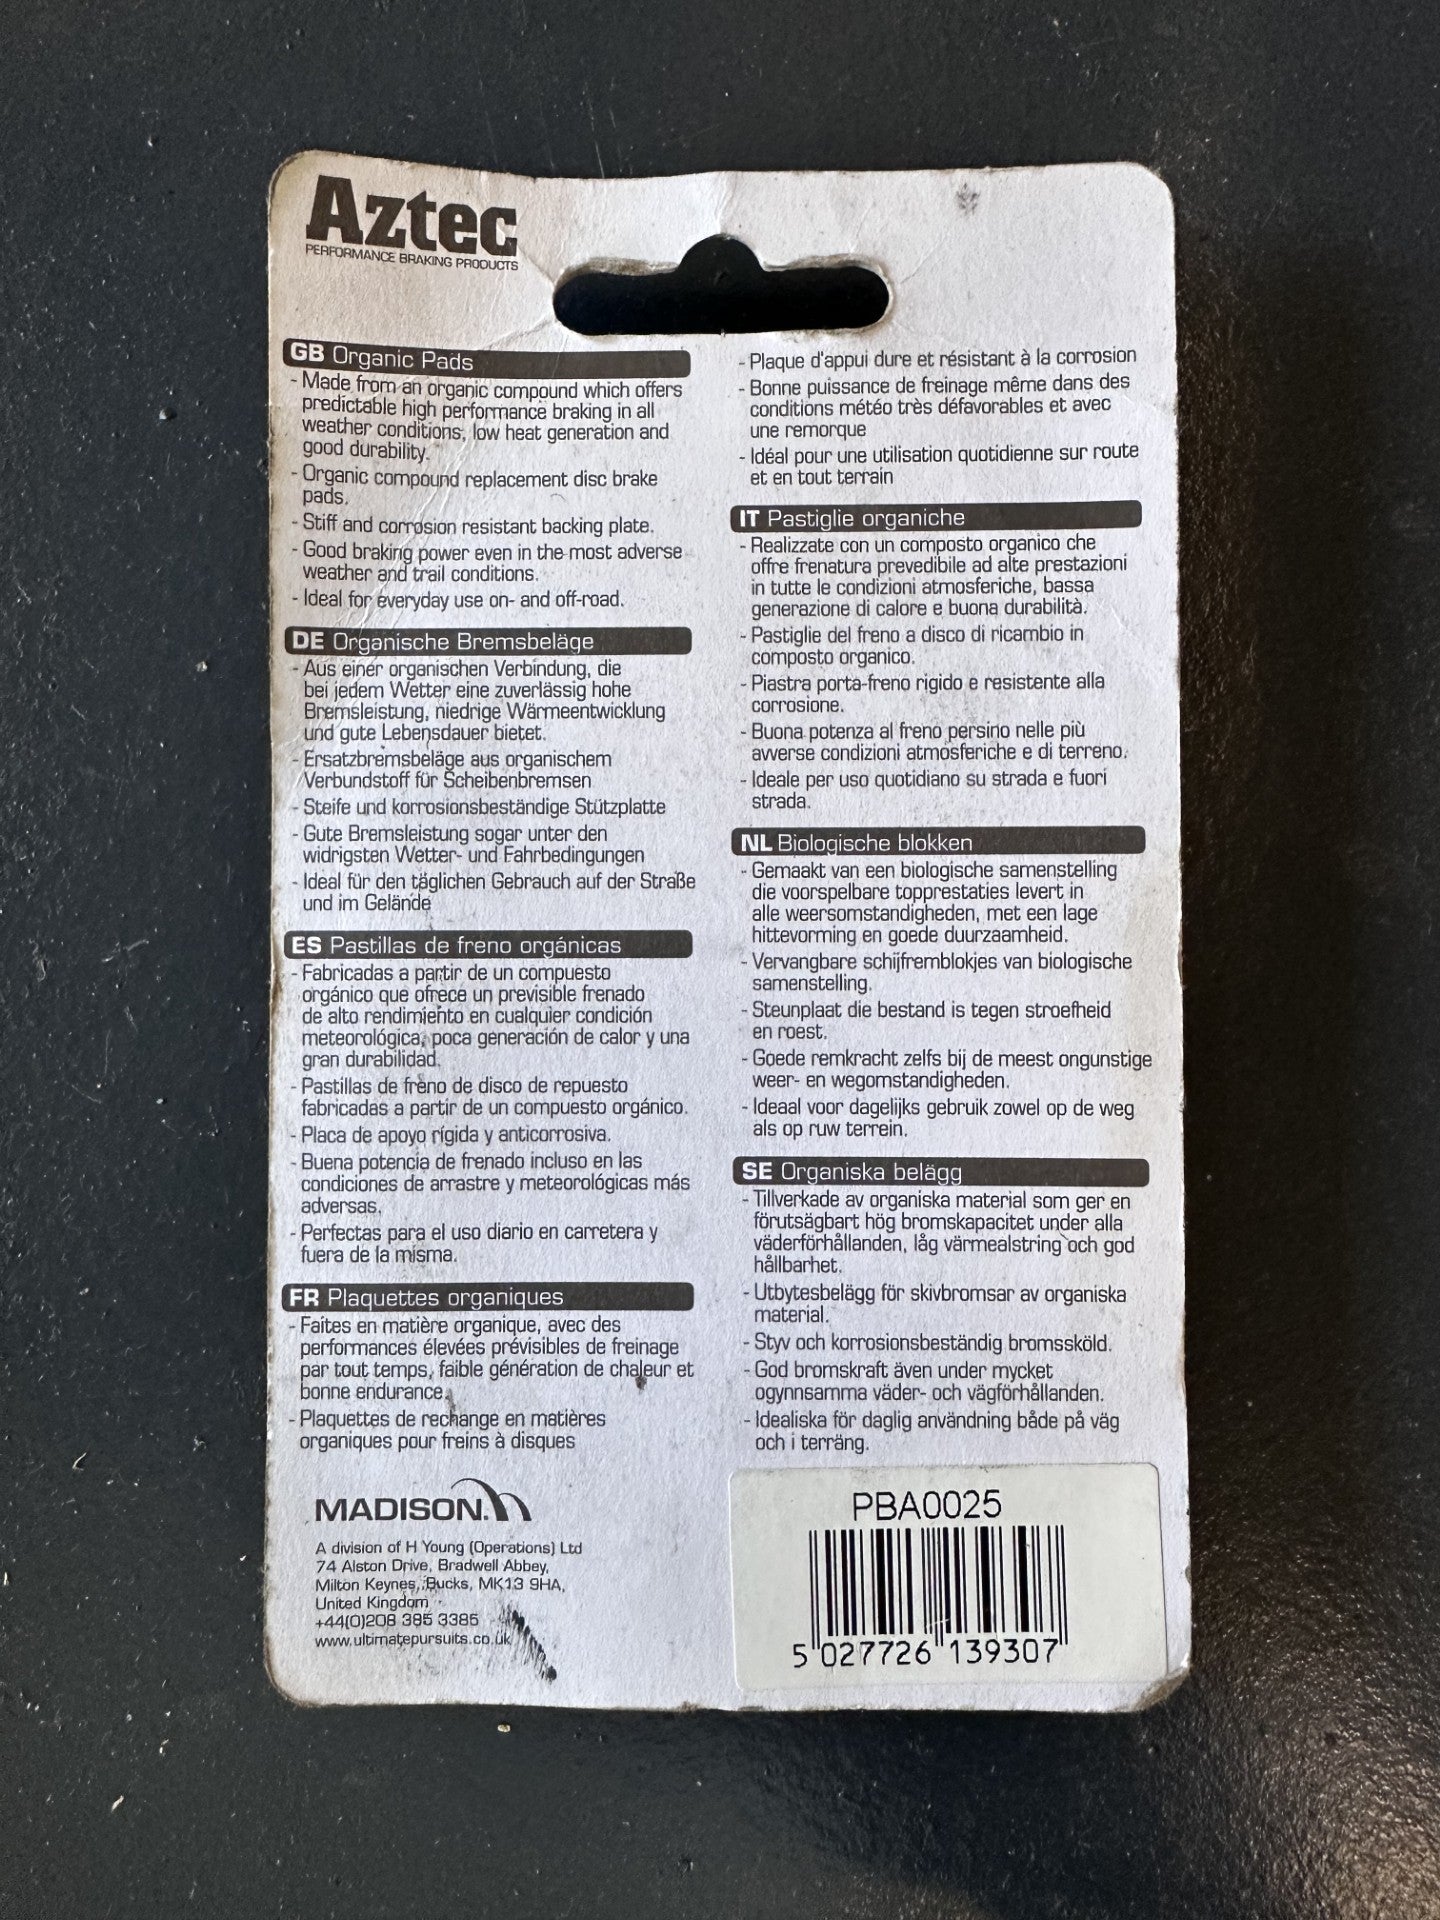 Aztec
PERFORMANCE BRAKING PRODUCTS
GB Organic Pads
- Made from an organic compound which offers
predictable high performance braking in all
weather conditions, low heat generation and
good durability.
- Organic compound replacement disc brake
pads.
- Stiff and corrosion resistant backing plate.
- Good braking power even in the most adverse
weather and trail conditions.
- Ideal for everyday use on- and off-road.
DE Organische Bremsbeläge
- Aus einer organischen Verbindung, die
bei jedem Wetter eine zuverlässig hohe
Bremsleistung, niedrige Wärmeentwicklung
und gute Lebensdauer bietet.
- Ersatzbremsbeläge aus organischem
Verbundstoff für Scheibenbremsen
- Steife und korrosionsbeständige Stützplatte
- Gute Bremsleistung sogar unter den
widrigsten Wetter- und Fahrbedingungen
- Ideal für den täglichen Gebrauch auf der Straße
und im Gelände
ES Pastillas de freno orgánicas
- Fabricadas a partir de un compuesto
orgánico que ofrece un previsible frenado
de alto rendimiento en cualquier condición
meteorológica, poca generación de calor y una
gran durabilidad.
- Pastillas de freno de disco de repuesto
fabricadas a partir de un compuesto orgánico.
- Placa de apoyo rígida y anticorrosiva.
- Buena potencia de frenado incluso en las
condiciones de arrastre y meteorológicas más
adversas.
- Perfectas para el uso diario en carretera y
fuera de la misma.
FR Plaquettes organiques
- Faites en matière organique, avec des
performances élevées prévisibles de freinage
par tout temps, faible génération de chaleur et
bonne endurance.
- Plaquettes de rechange en matières
organiques pour freins à disques
- Plaque d'appui dure et résistant à la corrosion
- Bonne puissance de freinage même dans des
conditions météo très défavorables et avec
une remorque
- Idéal pour une utilisation quotidienne sur route
et en tout terrain
IT Pastiglie organiche
- Realizzate con un composto organico che
offre frenatura prevedibile ad alte prestazioni
in tutte le condizioni atmosferiche, bassa
generazione di calore e buona durabilità.
- Pastiglie del freno a disco di ricambio in
composto organico.
- Piastra porta-freno rigido e resistente alla
corrosione.
- Buona potenza al freno persino nelle più
avverse condizioni atmosferiche e di terreno.
- Ideale per uso quotidiano su strada e fuori
strada.
NL Biologische blokken
- Gemaakt van een biologische samenstelling
die voorspelbare topprestaties levert in
alle weersomstandigheden, met een lage
hittevorming en goede duurzaamheid.
- Vervangbare schijfremblokjes van biologische
samenstelling.
- Steunplaat die bestand is tegen stroefheid
en roest.
- Goede remkracht zelfs bij de meest ongunstige
weer- en wegomstandigheden.
- Ideaal voor dagelijks gebruik zowel op de weg
als op ruw terrein.
SE Organiska belägg
- Tillverkade av organiska material som ger en
förutsägbart hög bromskapacitet under alla
väderförhållanden, låg värmealstring och god
hållbarhet.
- Utbytesbelägg för skivbromsar av organiska
material.
- Styv och korrosionsbeständig bromssköld.
- God bromskraft även under mycket
ogynnsamma väder- och vägförhållanden.
- Idealiska för daglig användning både på väg
och i terräng.
MADISON.
A division of H Young (Operations) Ltd
74 Alston Drive, Bradwell Abbey,
Milton Keynes, Bucks, MK13 9HA,
United Kingdom
+44(0)208 385 3385
www.ultimatepursuits.co.uk
PBA0025
5 027726 139307